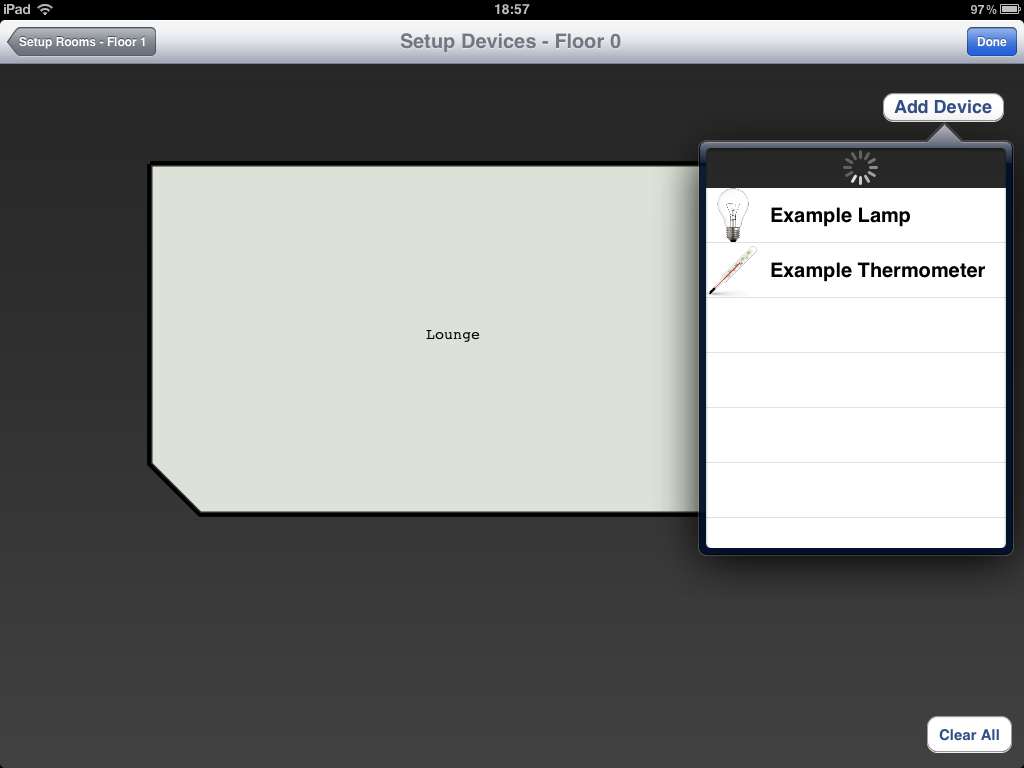 iPad 18:57 97%
Setup Rooms - Floor 1 Setup Devices - Floor 0 Done
Add Device
Example Lamp
Example Thermometer
Lounge
Clear All